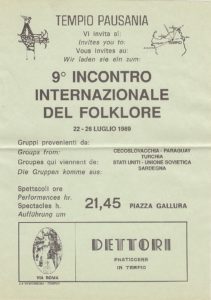 TEMPIO PAUSANIA
Vi invita al:
Invites you to:
Vous invites au:
Wir laden sie ein zum:
9° INCONTRO
INTERNAZIONALE
DEL FOLKLORE
22 - 26 LUGLIO 1989
Gruppi provenienti da:
Groups from:
Groupes qui viennent de:
Die Gruppen komme aus:
CECOSLOVACCHIA - PARAGUAY
TURCHIA
STATI UNITI - UNIONE SOVIETICA
SARDEGNA
Spettacoli ore
Performances hr.
Spectacles h.
Aufführung um
21,45 PIAZZA GALLURA
VIA ROMA
DETTORI
PASTICCERE
IN TEMPIO